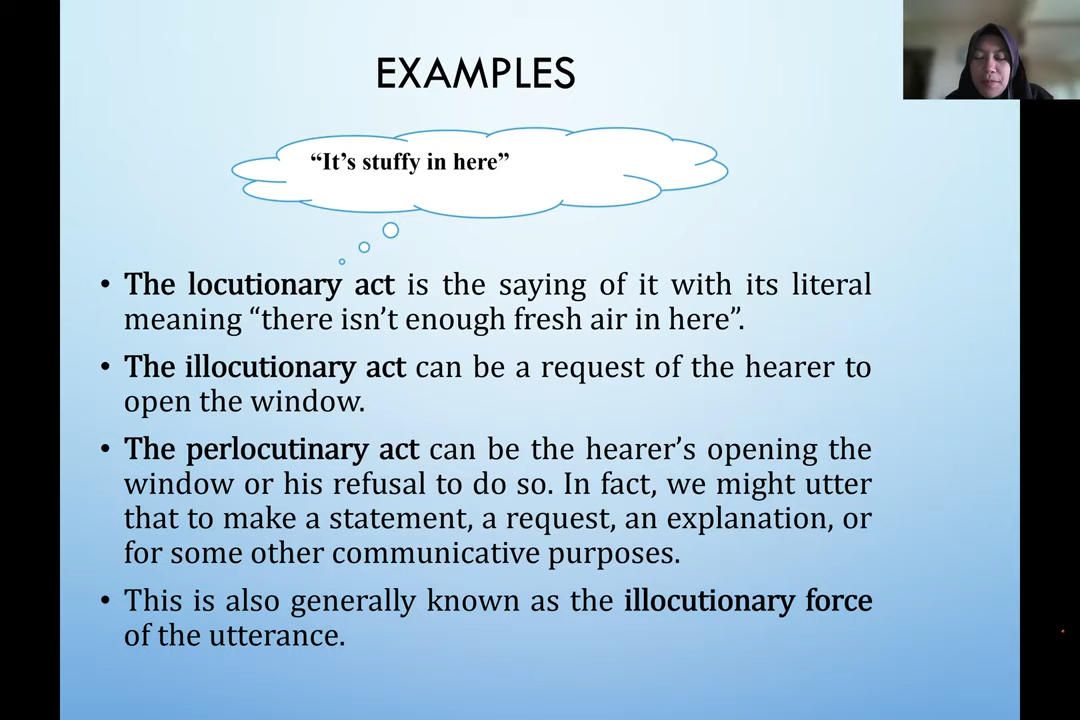 EXAMPLES
“It’s stuffy in here”
• The locutionary act is the saying of it with its literal
meaning “there isn’t enough fresh air in here”.
• The illocutionary act can be a request of the hearer to
open the window.
• The perlocutinary act can be the hearer’s opening the
window or his refusal to do so. In fact, we might utter
that to make a statement, a request, an explanation, or
for some other communicative purposes.
• This is also generally known as the illocutionary force
of the utterance.